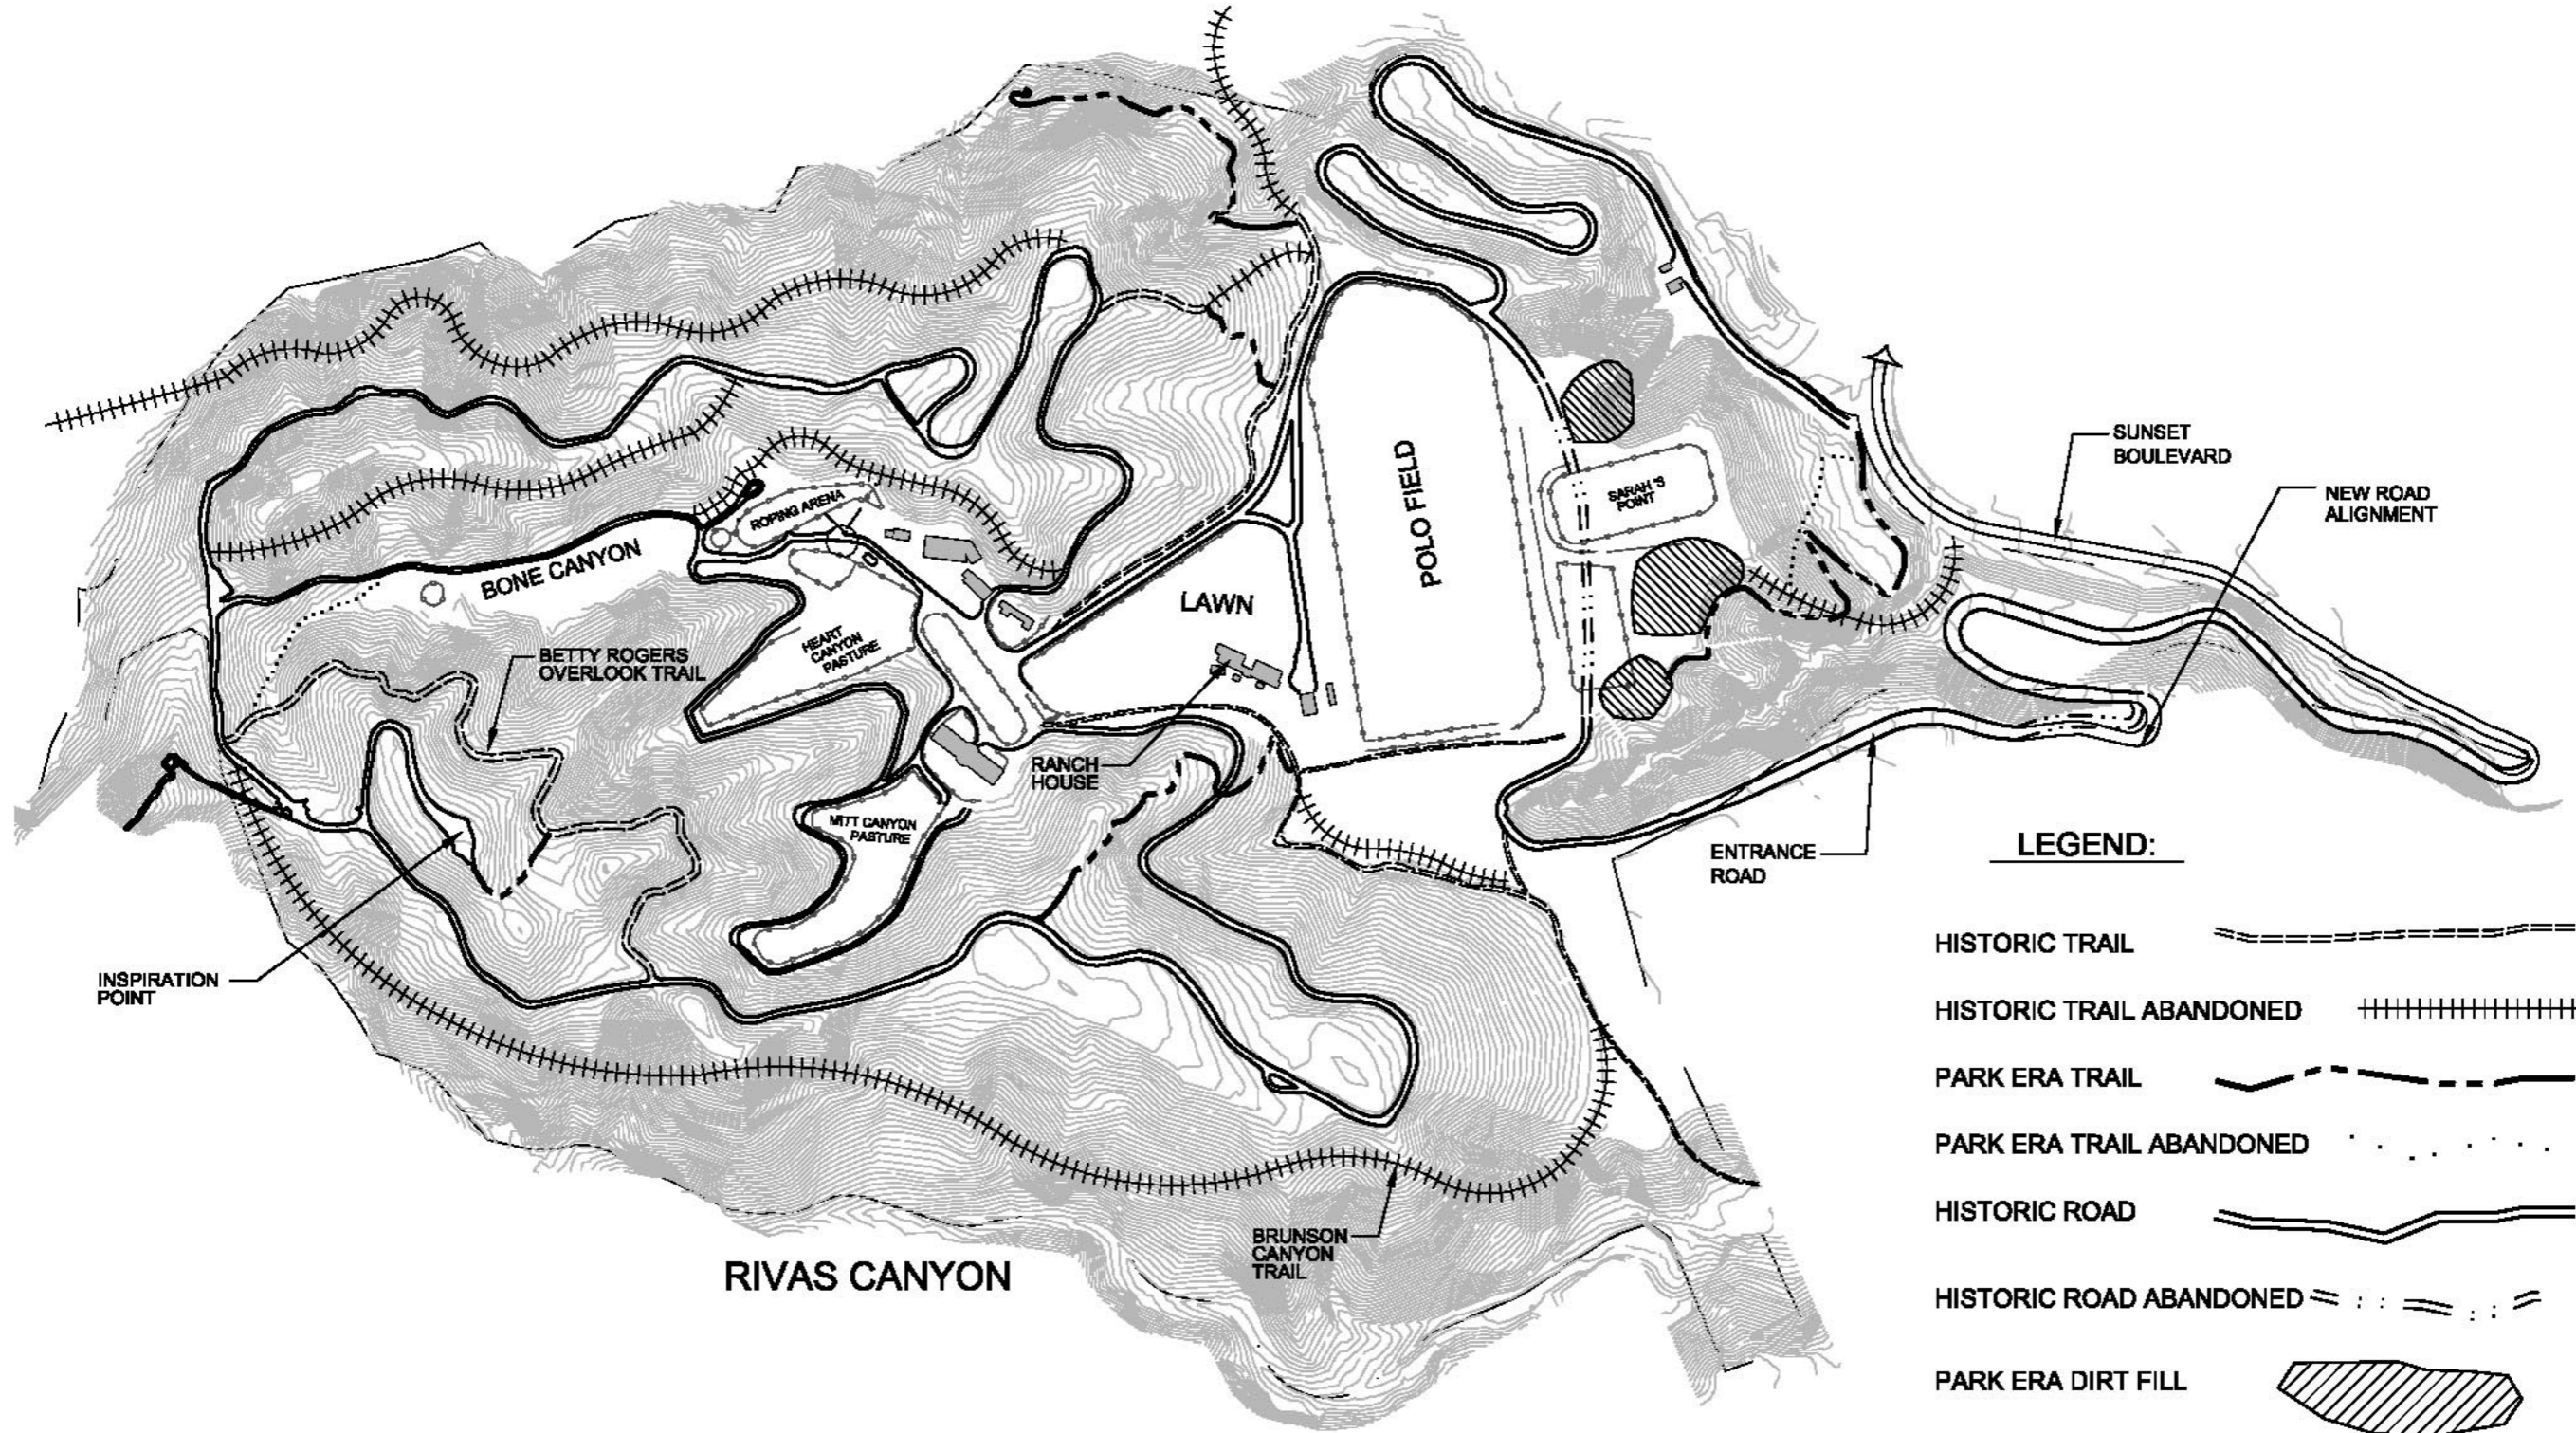 SUNSET
BOULEVARD
NEW ROAD
ALIGNMENT
POLO FIELD
SARAH 'S
POINT
ROPING ARENA
BONE CANYON
LAWN
HEART
CANYON
PASTURE
BETTY ROGERS
OVERLOOK TRAIL
RANCH
HOUSE
MITT CANYON
PASTURE
ENTRANCE
ROAD
INSPIRATION
POINT
BRUNSON
CANYON
TRAIL
RIVAS CANYON
LEGEND:
HISTORIC TRAIL
HISTORIC TRAIL ABANDONED
PARK ERA TRAIL
PARK ERA TRAIL ABANDONED
HISTORIC ROAD
HISTORIC ROAD ABANDONED
PARK ERA DIRT FILL